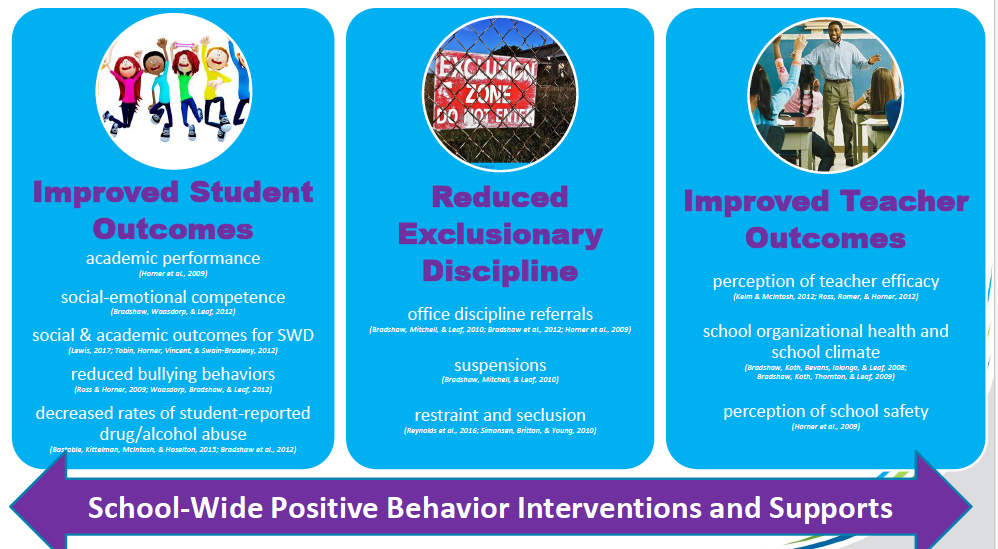 Improved Student
Outcomes
academic performance
(Horner et al., 2009)
social-emotional competence
(Bradshaw, Waasdorp, & Leaf, 2012)
social & academic outcomes for SWD
(Lewis, 2017; Tobin, Horner, Vincent, & Swain-Bradway, 2012)
reduced bullying behaviors
(Ross & Horner, 2009; Waasdorp, Bradshaw, & Leaf, 2012)
decreased rates of student-reported
drug/alcohol abuse
(Bastable, Kittelman, McIntosh, & Hoselton, 2015; Bradshaw et al., 2012)
EXCLUSION
ZONE
DO NOT ENTER
Reduced
Exclusionary
Discipline
office discipline referrals
(Bradshaw, Mitchell, & Leaf, 2010; Bradshaw et al., 2012; Horner et al., 2009)
suspensions
(Bradshaw, Mitchell, & Leaf, 2010)
restraint and seclusion
(Reynolds et al., 2016; Simonsen, Britton, & Young, 2010)
Improved Teacher
Outcomes
perception of teacher efficacy
(Kelm & McIntosh, 2012; Ross, Romer, & Horner, 2012)
school organizational health and
school climate
(Bradshaw, Koth, Bevans, Ialongo, & Leaf, 2008;
Bradshaw, Koth, Thornton, & Leaf, 2009)
perception of school safety
(Horner et al., 2009)
School-Wide Positive Behavior Interventions and Supports